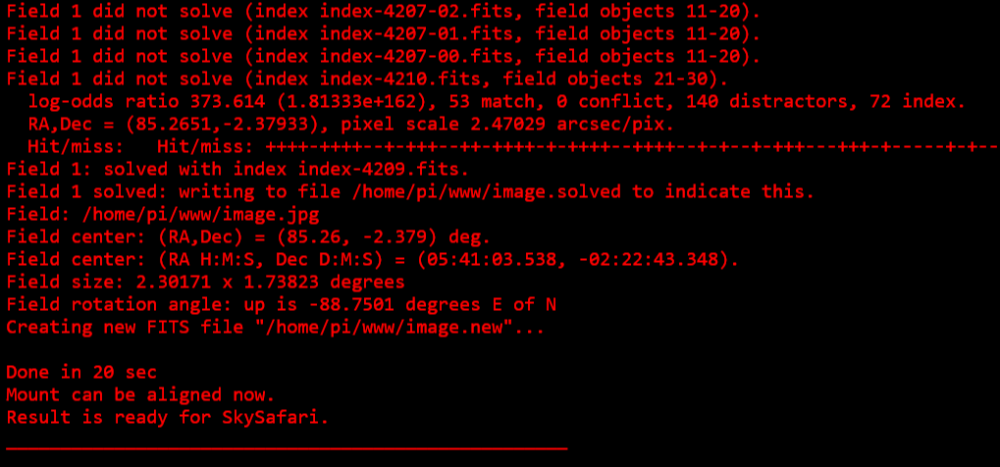 Field 1 did not solve (index index-4207-02.fits, field objects 11-20).
Field 1 did not solve (index index-4207-01.fits, field objects 11-20).
Field 1 did not solve (index index-4207-00.fits, field objects 11-20).
Field 1 did not solve (index index-4210.fits, field objects 21-30).
log-odds ratio 373.614 (1.81333e+162), 53 match, 0 conflict, 140 distractors, 72 index.
RA,Dec = (85.2651,-2.37933), pixel scale 2.47029 arcsec/pix.
Hit/miss:   Hit/miss: ++++-++++--+-+++--++-++++-+-++++--++++--+-+--+-+++---+++-+-----+-+--
Field 1: solved with index index-4209.fits.
Field 1 solved: writing to file /home/pi/www/image.solved to indicate this.
Field: /home/pi/www/image.jpg
Field center: (RA,Dec) = (85.26, -2.379) deg.
Field center: (RA H:M:S, Dec D:M:S) = (05:41:03.538, -02:22:43.348).
Field size: 2.30171 x 1.73823 degrees
Field rotation angle: up is -88.7501 degrees E of N
Creating new FITS file "/home/pi/www/image.new"...
Done in 20 sec
Mount can be aligned now.
Result is ready for SkySafari.